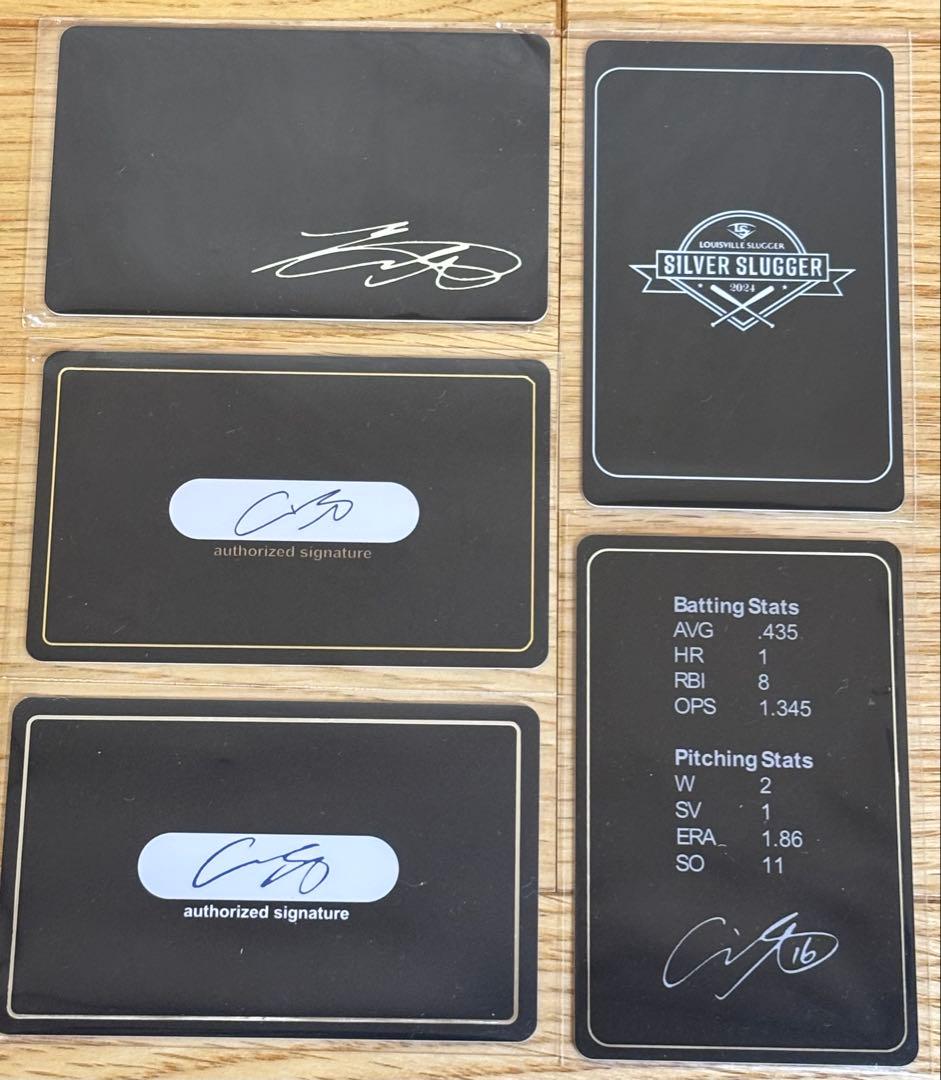 authorized signature
authorized signature
LS
LOUISVILLE SLUGGER
SILVER SLUGGER
2024
Batting Stats
AVG .435
HR 1
RBI 8
OPS 1.345
Pitching Stats
W 2
SV 1
ERA 1.86
SO 11
16